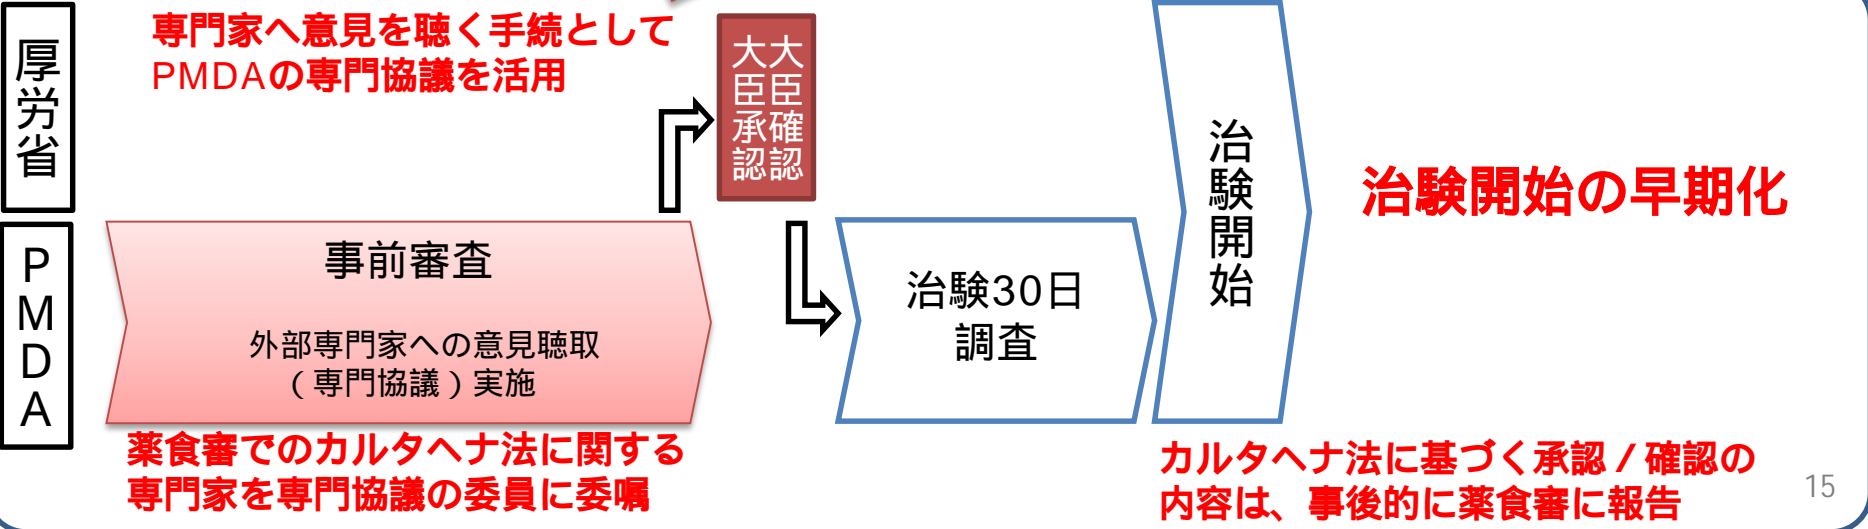 厚労省
専門家へ意見を聴く手続として
PMDAの専門協議を活用
大臣確認
大臣承認
治験開始
治験開始の早期化
PMDA
事前審査
外部専門家への意見聴取
（専門協議）実施
治験30日
調査
薬食審でのカルタヘナ法に関する
専門家を専門協議の委員に委嘱
カルタヘナ法に基づく承認／確認の
内容は、事後的に薬食審に報告
15